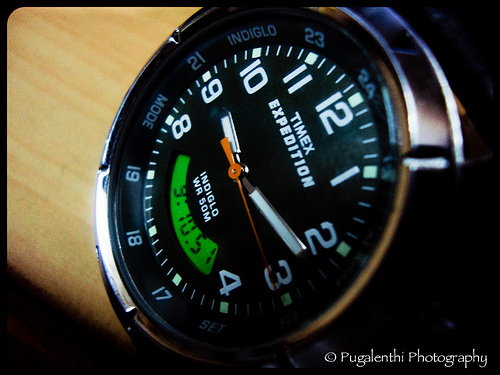 INDIGLO
23
24
21
MODE
19
18
17
SET
10
11
12
9
8
1
2
3
4
TIMEX
EXPEDITION
INDIGLO
WR 50M
© Pugalenthi Photography